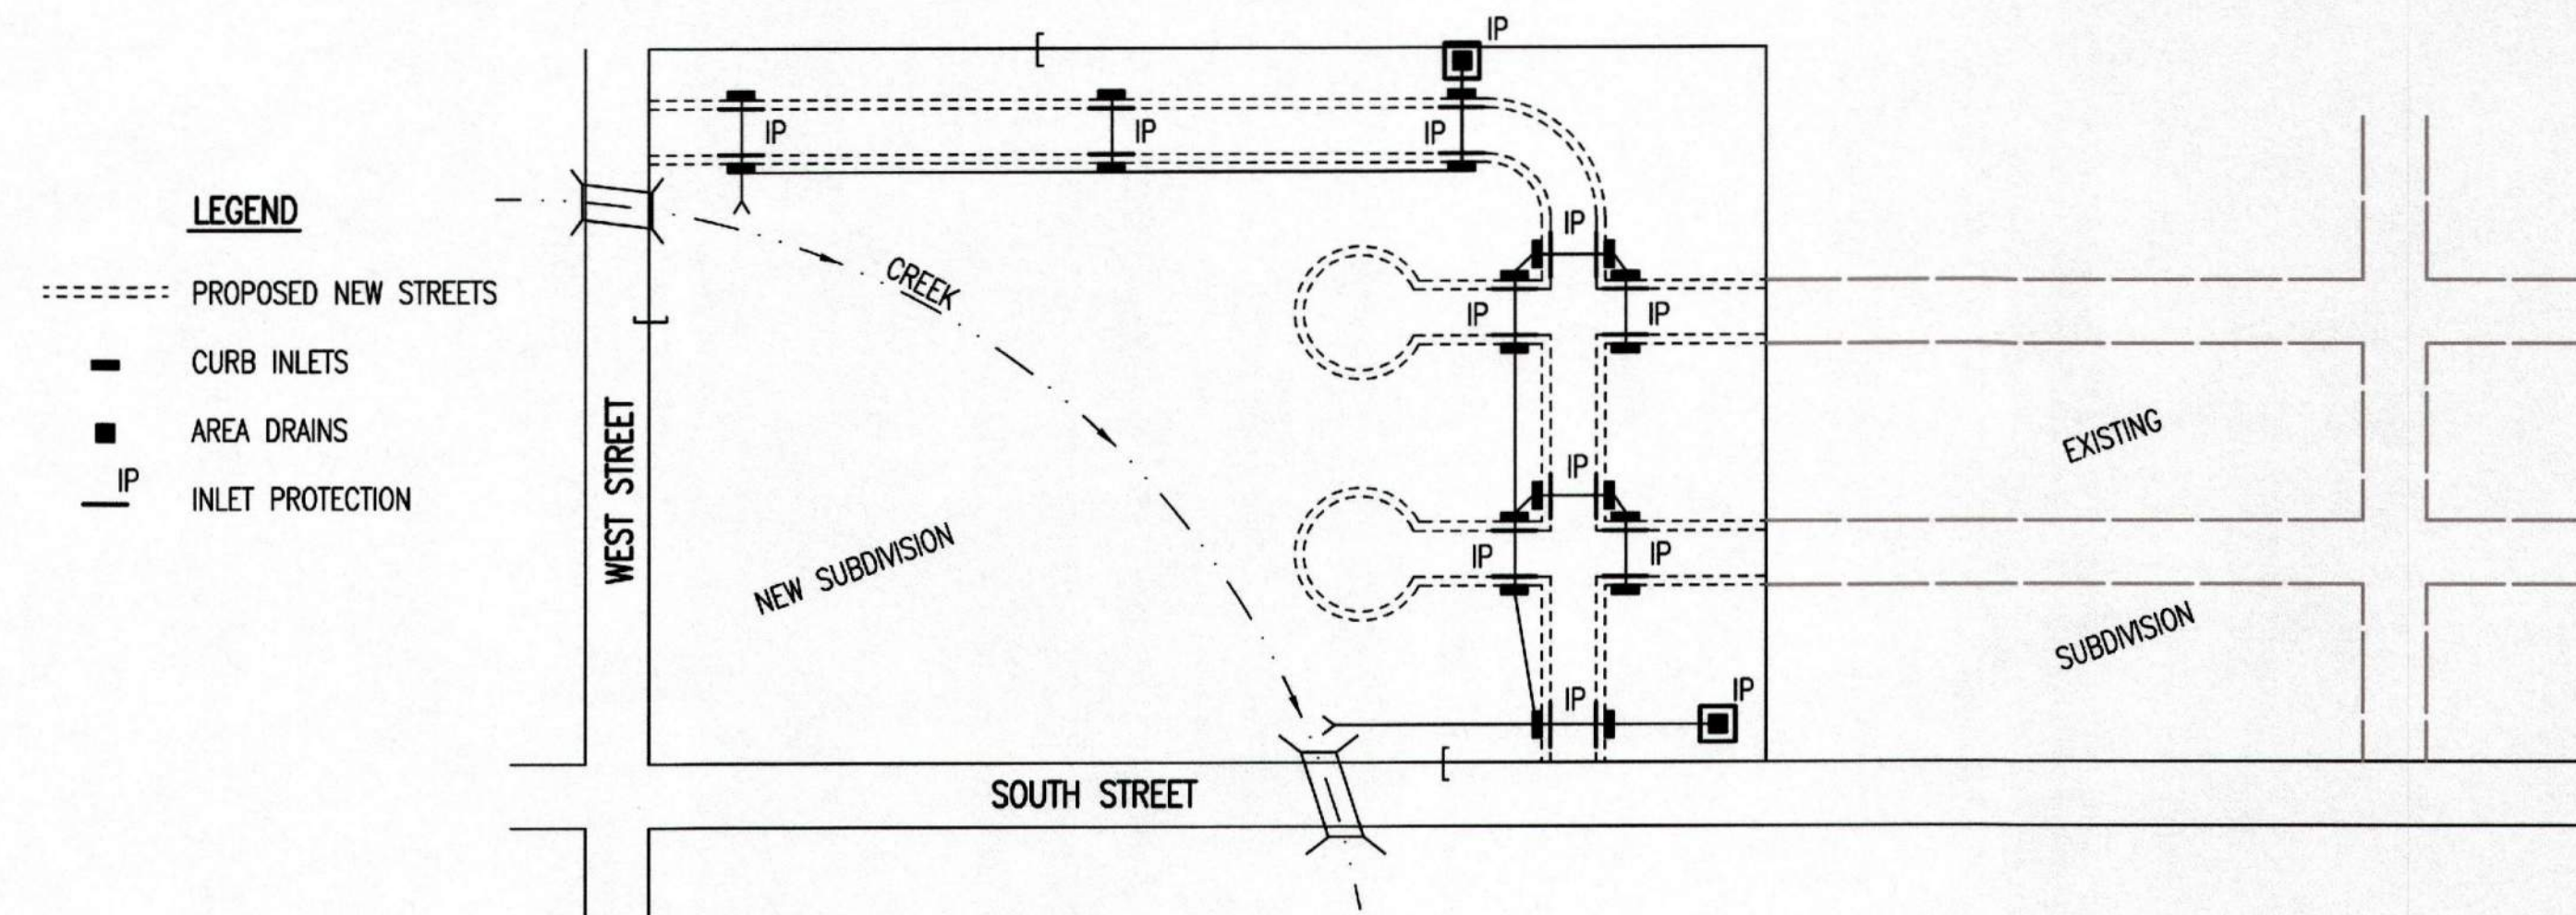 IP
IP
IP
IP
LEGEND
IP
PROPOSED NEW STREETS
CREEK
IP
IP
CURB INLETS
WEST STREET
AREA DRAINS
EXISTING
IP
IP
INLET PROTECTION
NEW SUBDIVISION
IP
IP
SUBDIVISION
IP
IP
SOUTH STREET